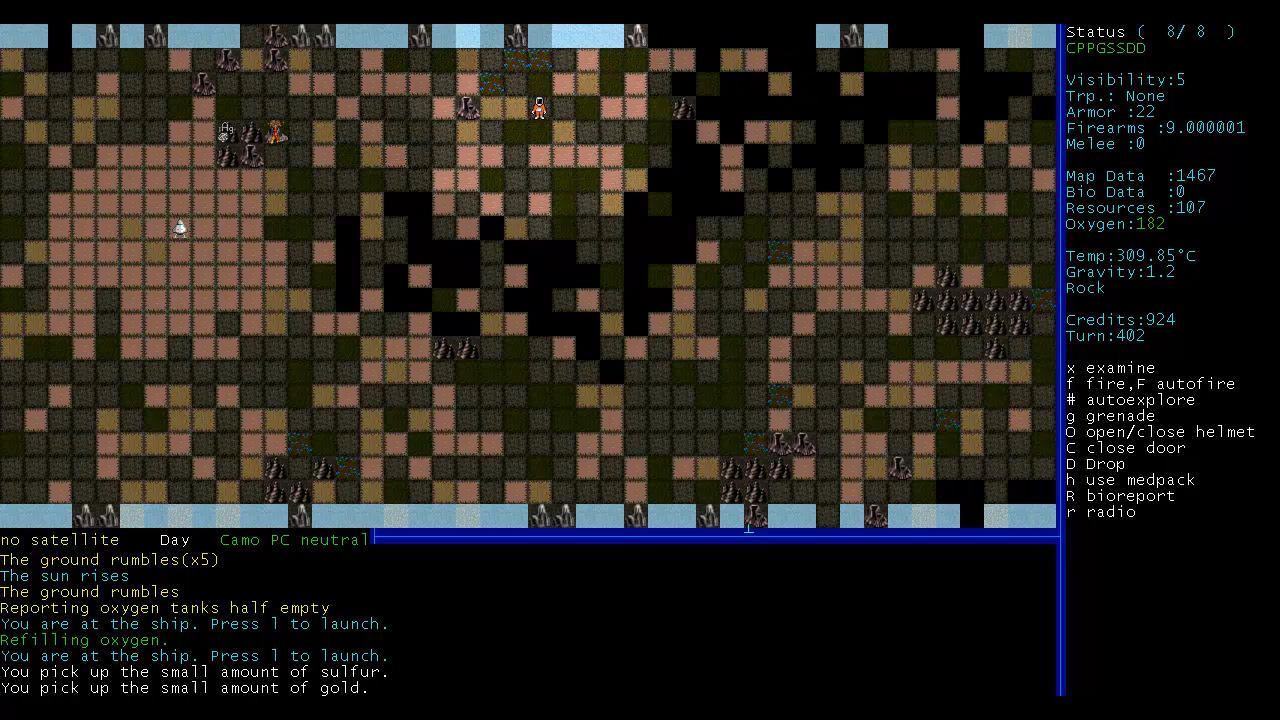 Status (  8/ 8  )
CPPGSSDD
Visibility:5
Trp.: None
Armor :22
Firearms :9.000001
Melee :0
Map Data  :1467
Bio Data  :0
Resources :107
Oxygen:182
Temp:309.85°C
Gravity:1.2
Rock
Credits:924
Turn:402
x examine
f fire,F autofire
# autoexplore
g grenade
O open/close helmet
C close door
D Drop
h use medpack
R bioreport
r radio
Ag
no satellite    Day    Camo PC neutral
The ground rumbles(x5)
The sun rises
The ground rumbles
Reporting oxygen tanks half empty
You are at the ship. Press l to launch.
Refilling oxygen.
You are at the ship. Press l to launch.
You pick up the small amount of sulfur.
You pick up the small amount of gold.